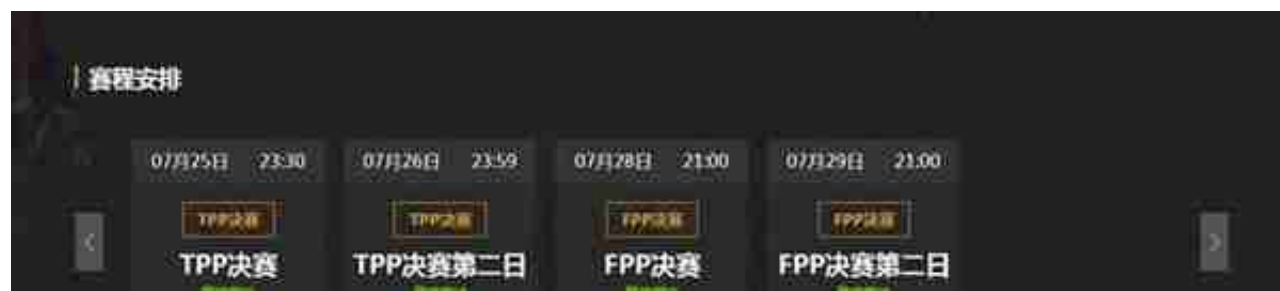 赛程安排
07月25日 23:30 07月26日 23:59 07月28日 21:00 07月29日 21:00
TPP决赛 TPP决赛 FPP决赛 FPP决赛
TPP决赛 TPP决赛第二日 FPP决赛 FPP决赛第二日